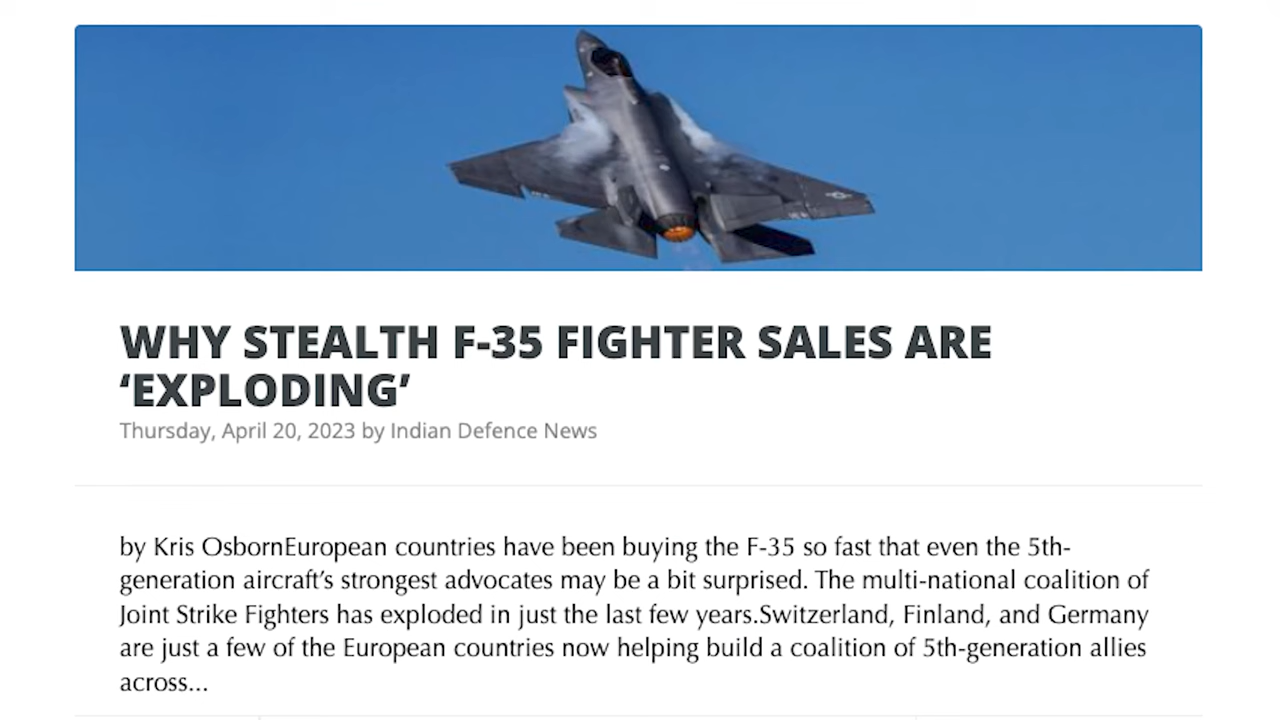 WHY STEALTH F-35 FIGHTER SALES ARE
‘EXPLODING’
Thursday, April 20, 2023 by Indian Defence News
by Kris OsbornEuropean countries have been buying the F-35 so fast that even the 5th-
generation aircraft’s strongest advocates may be a bit surprised. The multi-national coalition of
Joint Strike Fighters has exploded in just the last few years.Switzerland, Finland, and Germany
are just a few of the European countries now helping build a coalition of 5th-generation allies
across...